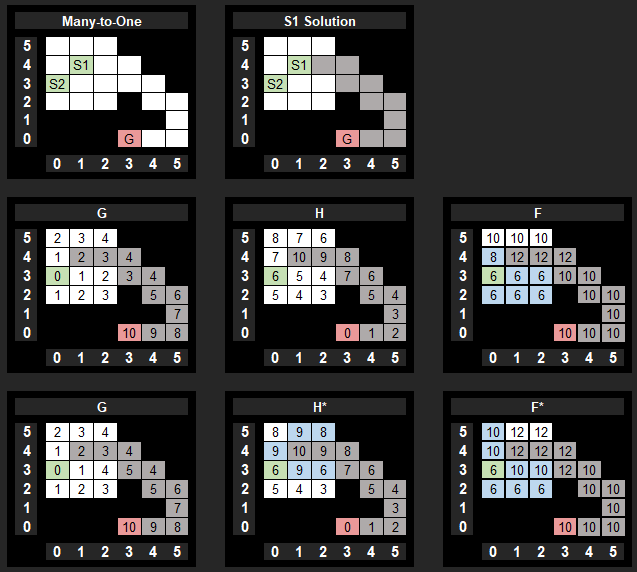 Many-to-One
5
4 S1
3 S2
2
1
0 G
0 1 2 3 4 5
S1 Solution
5
4 S1
3 S2
2
1
0 G
0 1 2 3 4 5
G
5 2 3 4
4 1 2 3 4
3 0 1 2 3 4
2 1 2 3 5 6
1 7
0 10 9 8
0 1 2 3 4 5
H
5 8 7 6
4 7 10 9 8
3 6 5 4 7 6
2 5 4 3 5 4
1 3
0 0 1 2
0 1 2 3 4 5
F
5 10 10 10
4 8 12 12 12
3 6 6 6 10 10
2 6 6 6 10 10
1 10
0 10 10 10
0 1 2 3 4 5
G
5 2 3 4
4 1 2 3 4
3 0 1 4 5 4
2 1 2 3 5 6
1 7
0 10 9 8
0 1 2 3 4 5
H*
5 8 9 8
4 9 10 9 8
3 6 9 6 7 6
2 5 4 3 5 4
1 3
0 0 1 2
0 1 2 3 4 5
F*
5 10 12 12
4 10 12 12 12
3 6 10 10 12 10
2 6 6 6 10 10
1 10
0 10 10 10
0 1 2 3 4 5